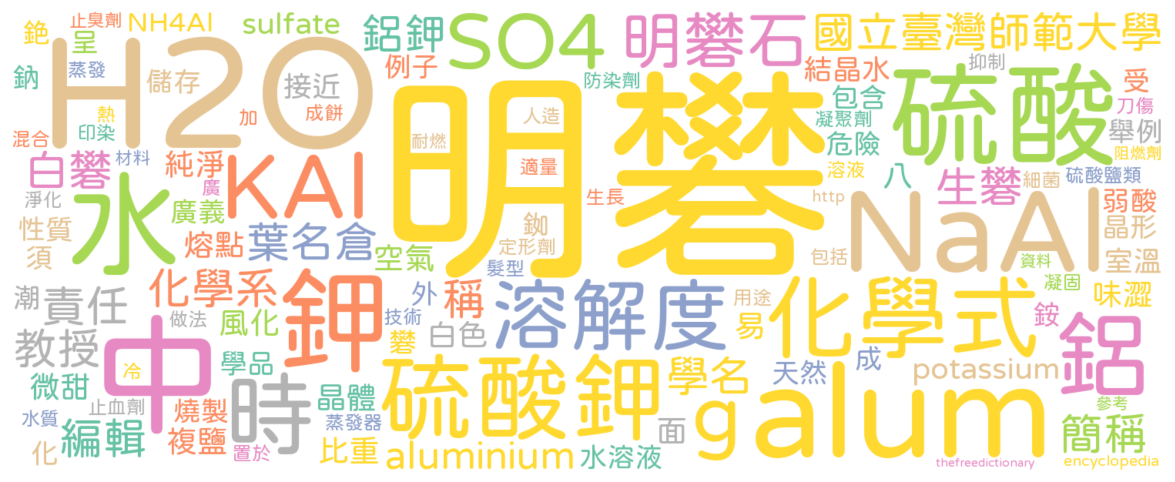 止臭劑 NH4Al sulfate 鋁鉀 SO4 明礬石 國立臺灣師範大學
銫 呈 H2O 儲存 接近 例子 防染劑 結晶水 抑制
鈉 蒸發 明礬 包含 硫酸 受
熱 加 成餅 人造 凝聚劑 刀傷
混合 印染 耐燃 危險 舉例
白礬 材料 純淨 KAl 適量 溶液 八 生礬 細菌 硫酸鹽類 阻燃劑
淨化 水 廣 廣義 生長 http NaAl 弱酸
性質 熔點 葉名倉 銣 晶形
須 空氣 定形劑 包括 室溫
潮 責任 化學系 鉀 外 稱 髮型 溶解度 用途 化學式 資料 凝固 味澀
教授 中 做法 風化 技術 白色 易 銨 鋁
微甜 冷 學品 時 礬 硫酸鉀 學名 天然 成 potassium
水質 止血劑 燒製 晶體 g alum 參考
編輯 複鹽 蒸發器 面 簡稱
化 置於 比重 aluminium 水溶液 thefreedictionary encyclopedia